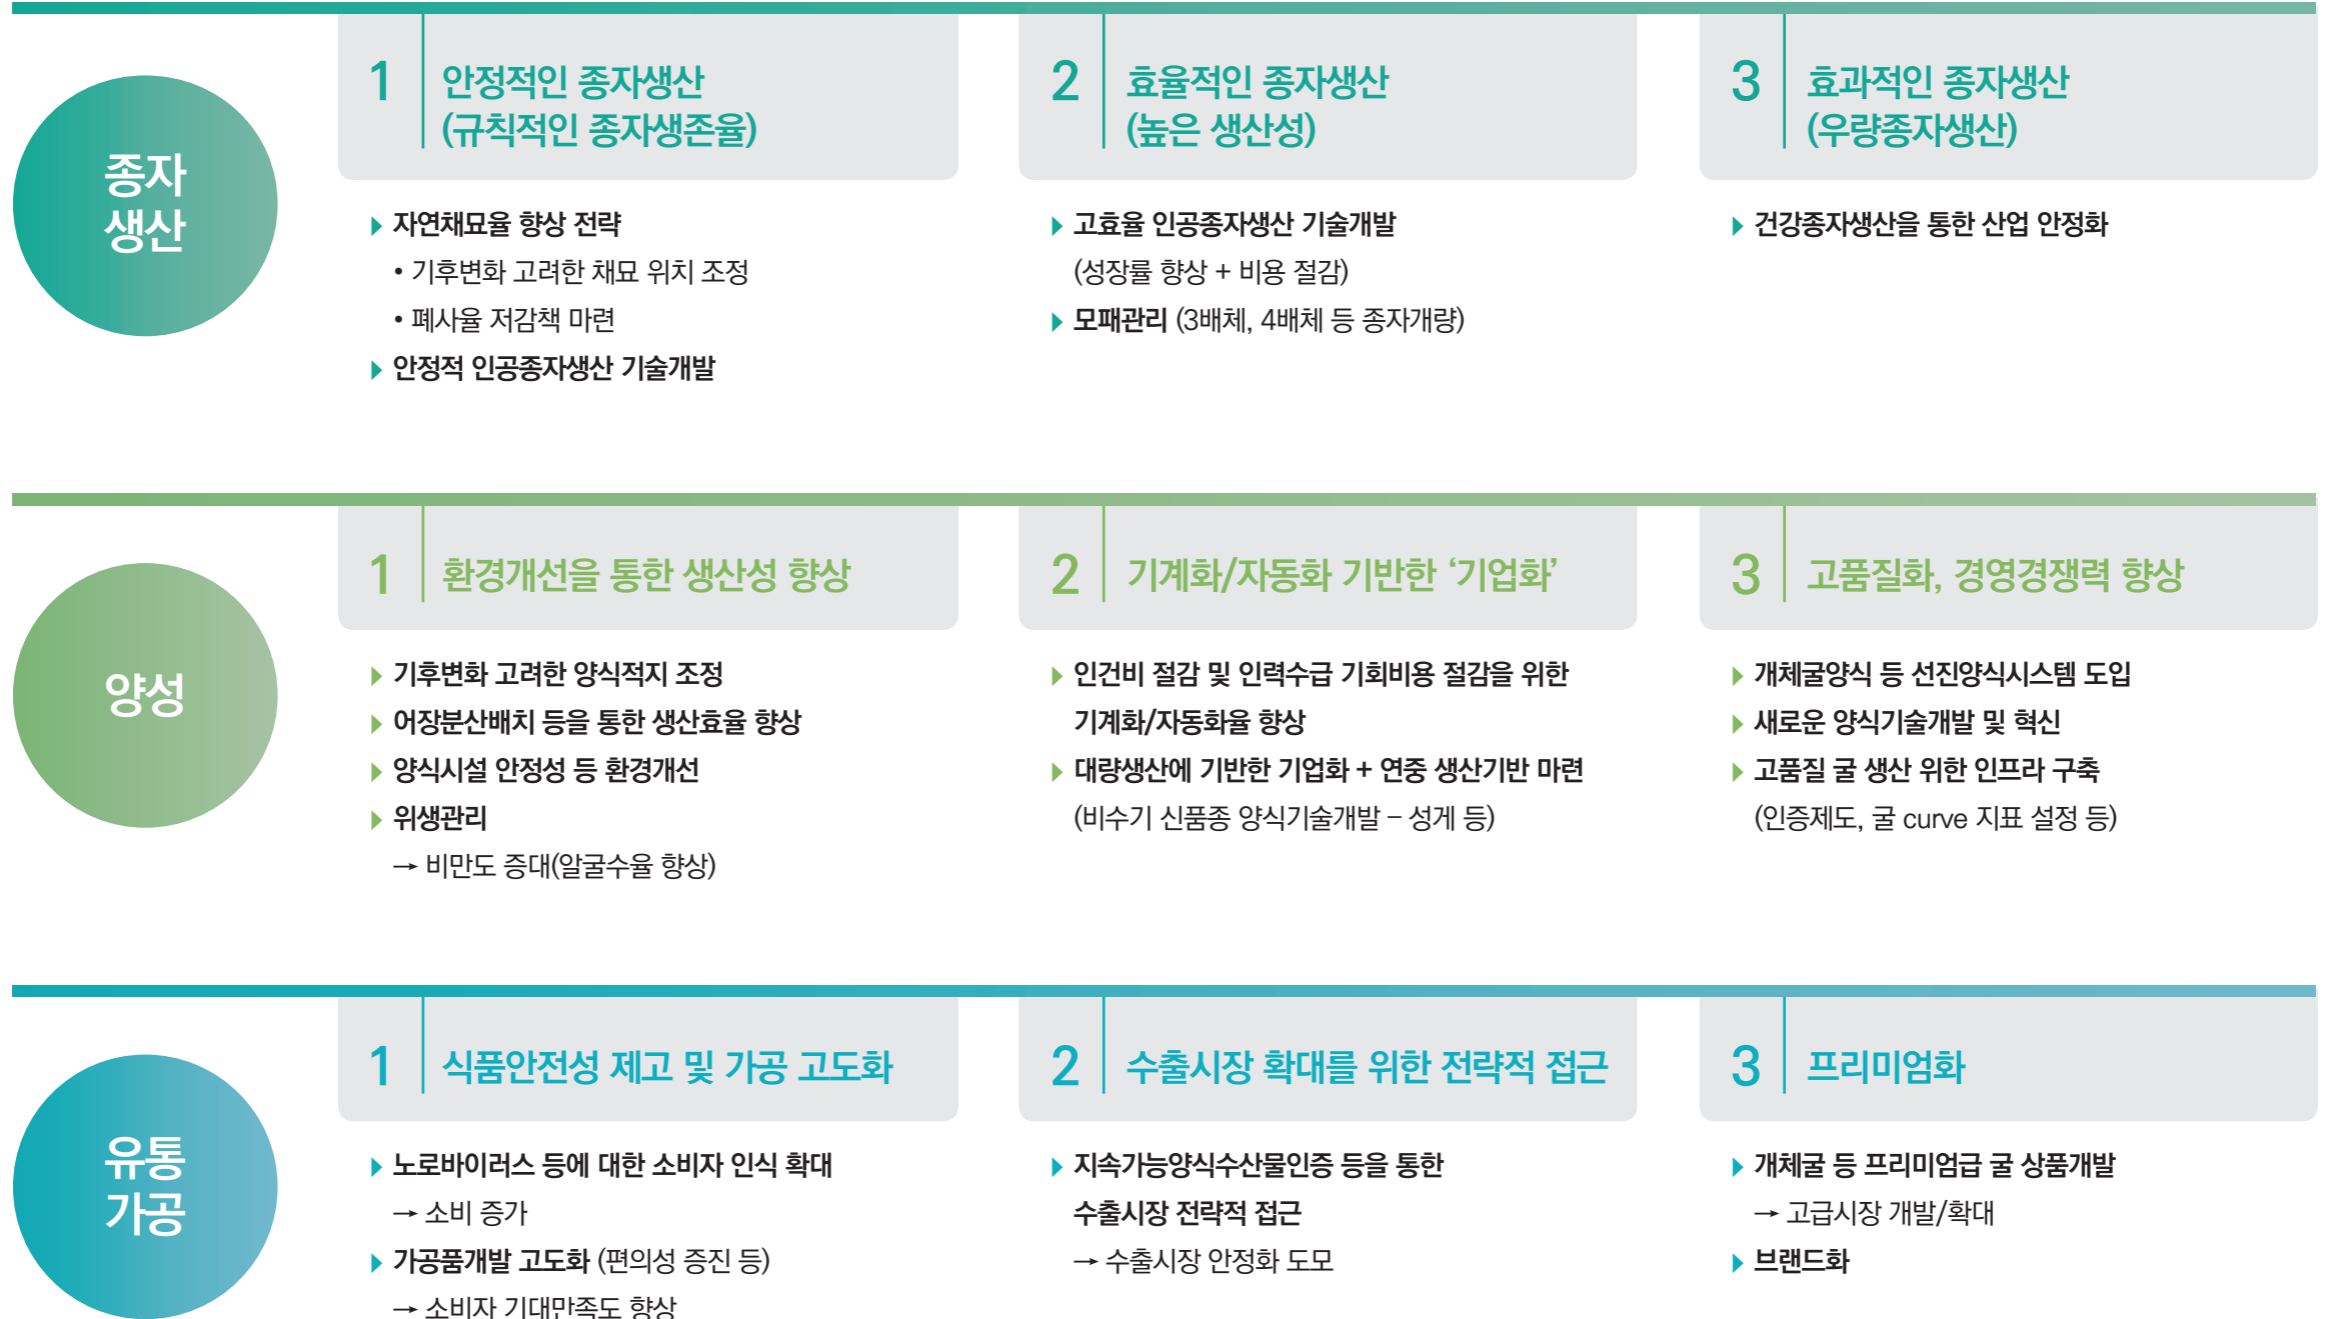 종자
생산
1
안정적인 종자생산
(규칙적인 종자생존율)
▶ 자연채묘율 향상 전략
• 기후변화 고려한 채묘 위치 조정
• 폐사율 저감책 마련
▶ 안정적 인공종자생산 기술개발
2
효율적인 종자생산
(높은 생산성)
▶ 고효율 인공종자생산 기술개발
(성장률 향상 + 비용 절감)
▶ 모패관리 (3배체, 4배체 등 종자개량)
3
효과적인 종자생산
(우량종자생산)
▶ 건강종자생산을 통한 산업 안정화
양성
1
환경개선을 통한 생산성 향상
▶ 기후변화 고려한 양식적지 조정
▶ 어장분산배치 등을 통한 생산효율 향상
▶ 양식시설 안정성 등 환경개선
▶ 위생관리
→ 비만도 증대(알굴수율 향상)
2
기계화/자동화 기반한 ‘기업화’
▶ 인건비 절감 및 인력수급 기회비용 절감을 위한
기계화/자동화율 향상
▶ 대량생산에 기반한 기업화 + 연중 생산기반 마련
(비수기 신품종 양식기술개발 – 성게 등)
3
고품질화, 경영경쟁력 향상
▶ 개체굴양식 등 선진양식시스템 도입
▶ 새로운 양식기술개발 및 혁신
▶ 고품질 굴 생산 위한 인프라 구축
(인증제도, 굴 curve 지표 설정 등)
유통
가공
1
식품안전성 제고 및 가공 고도화
▶ 노로바이러스 등에 대한 소비자 인식 확대
→ 소비 증가
▶ 가공품개발 고도화 (편의성 증진 등)
→ 소비자 기대만족도 향상
2
수출시장 확대를 위한 전략적 접근
▶ 지속가능양식수산물인증 등을 통한
수출시장 전략적 접근
→ 수출시장 안정화 도모
3
프리미엄화
▶ 개체굴 등 프리미엄급 굴 상품개발
→ 고급시장 개발/확대
▶ 브랜드화